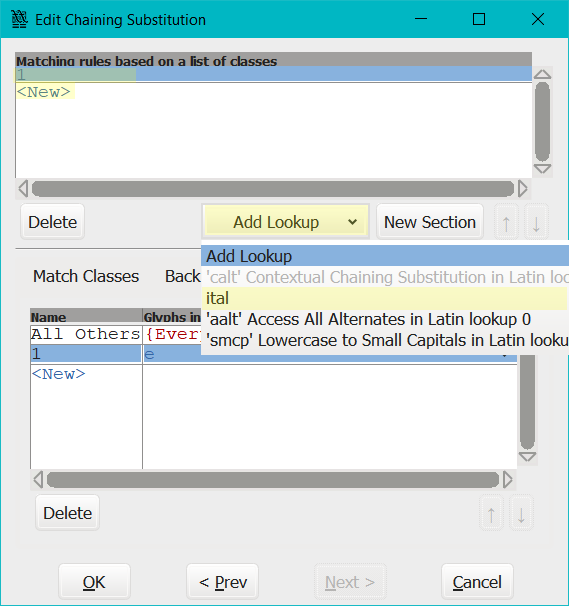 Edit Chaining Substitution
Matching rules based on a list of classes
1
<New>
Delete
Add Lookup
New Section
↑
↓
Add Lookup
'calt' Contextual Chaining Substitution in Latin loo
ital
'aalt' Access All Alternates in Latin lookup 0
'smcp' Lowercase to Small Capitals in Latin looku
Match Classes
Back
Name Glyphs in
All Others {Every
1 e
<New>
Delete
↑
↓
OK
< Prev
Next >
Cancel